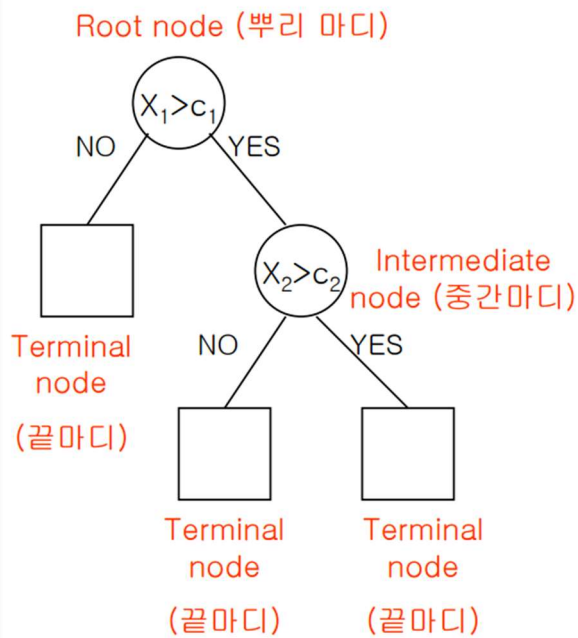 Root node (뿌리 마디)
X₁>c₁
NO
YES
X₂>c₂
Intermediate
node (중간마디)
Terminal
node
(끝마디)
NO
YES
Terminal
node
(끝마디)
Terminal
node
(끝마디)